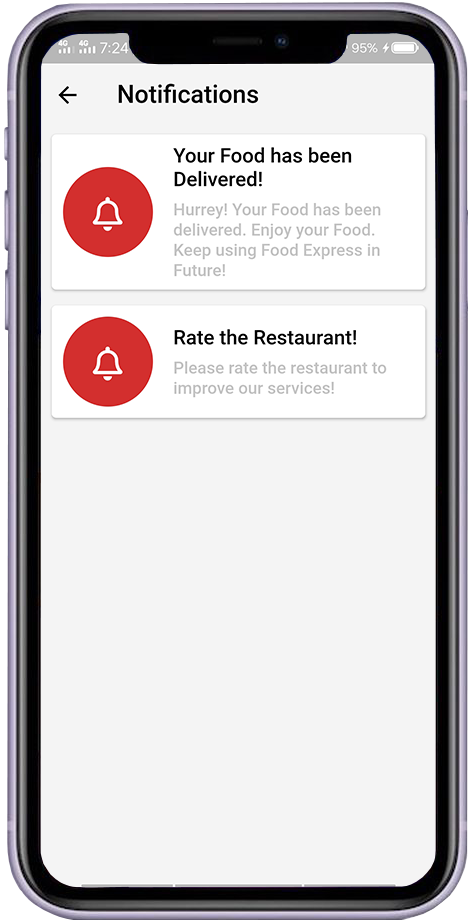 4G 4G 7:24 95%
Notifications
Your Food has been
Delivered!
Hurrey! Your Food has been
delivered. Enjoy your Food.
Keep using Food Express in
Future!
Rate the Restaurant!
Please rate the restaurant to
improve our services!